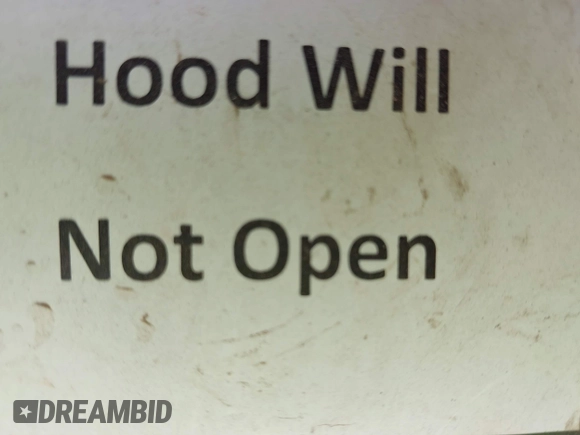 Hood Will
Not Open
DREAMBID